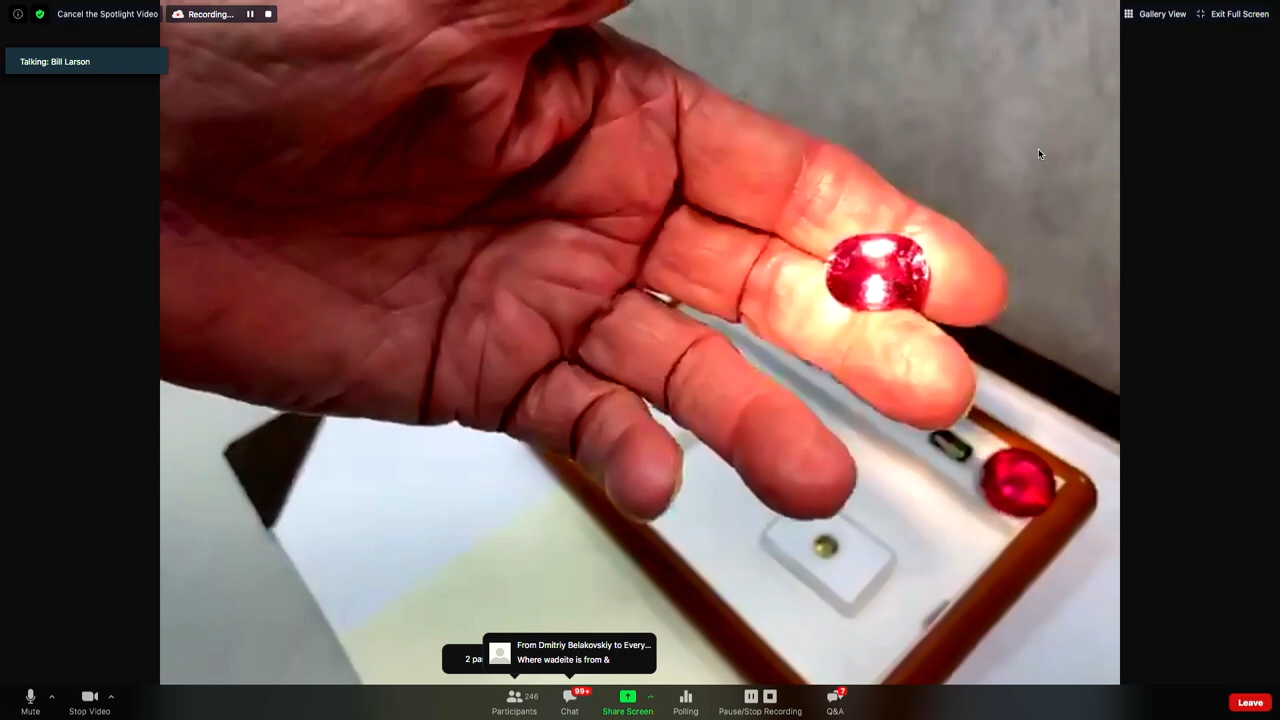 Cancel the Spotlight Video
Recording...
Gallery View
Exit Full Screen
Talking: Bill Larson
From Dmitriy Belakovskiy to Every...
2 pa
Where wadeite is from &
Mute
Stop Video
246
Participants
99+
Chat
Share Screen
Polling
Pause/Stop Recording
7
Q&A
Leave